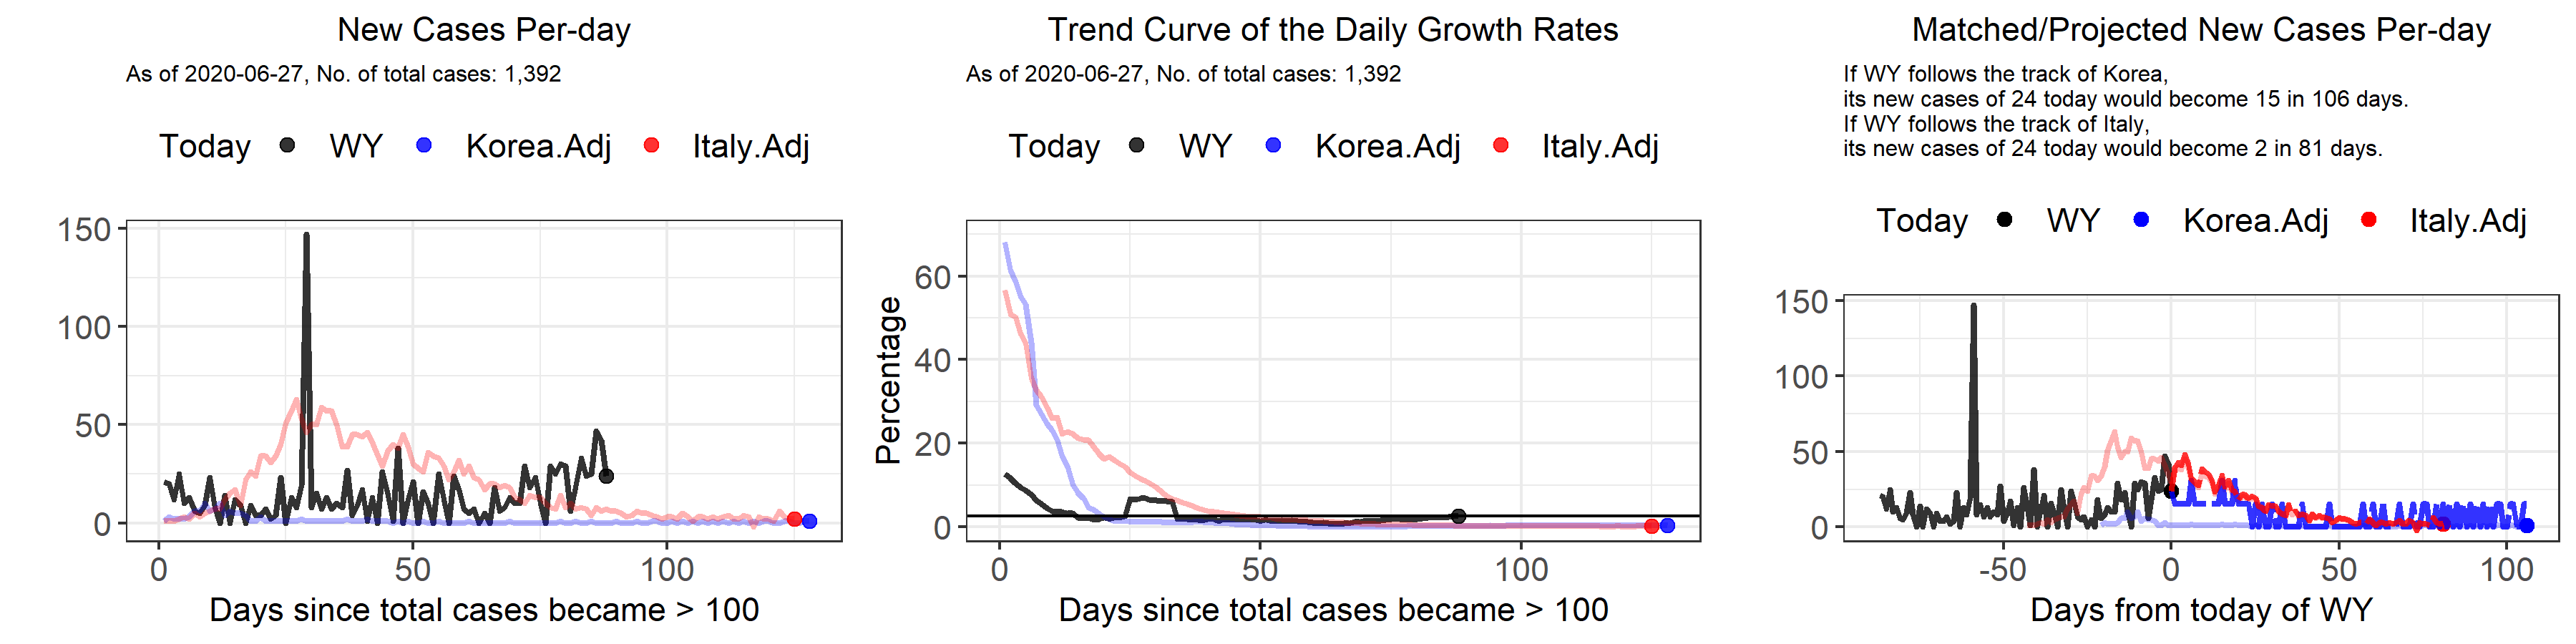 New Cases Per-day
As of 2020-06-27, No. of total cases: 1,392
Today WY Korea.Adj Italy.Adj
150
100
50
0
0 50 100
Days since total cases became > 100
Trend Curve of the Daily Growth Rates
As of 2020-06-27, No. of total cases: 1,392
Today WY Korea.Adj Italy.Adj
Percentage
60
40
20
0
0 50 100
Days since total cases became > 100
Matched/Projected New Cases Per-day
If WY follows the track of Korea,
its new cases of 24 today would become 15 in 106 days.
If WY follows the track of Italy,
its new cases of 24 today would become 2 in 81 days.
Today WY Korea.Adj Italy.Adj
150
100
50
0
-50 0 50 100
Days from today of WY